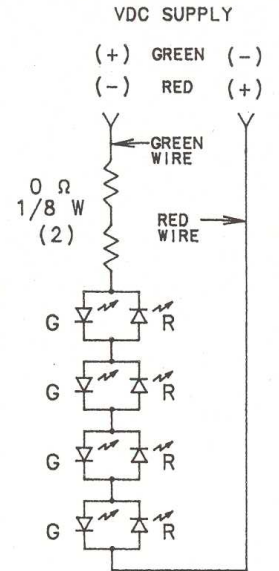 VDC SUPPLY
(+) GREEN (-)
(-) RED (+)
GREEN
WIRE
0 Ω
1/8 W
(2)
RED
WIRE
G R
G R
G R
G R